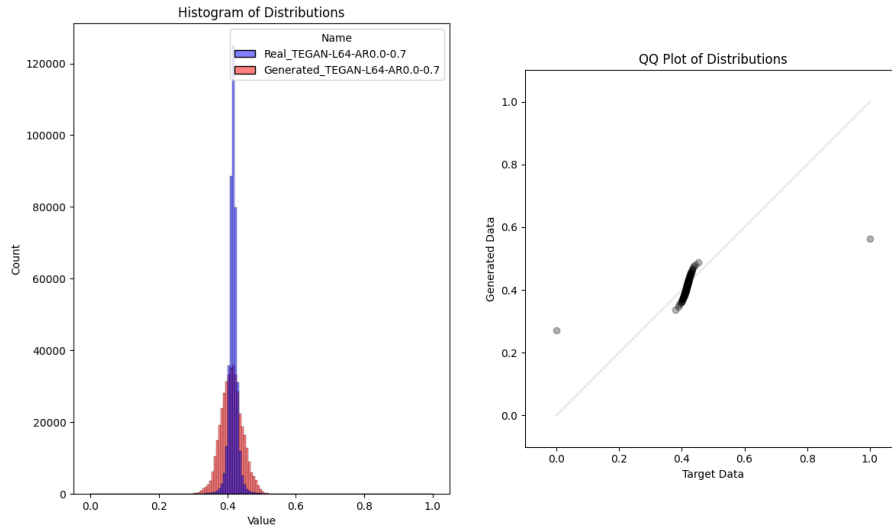 Histogram of Distributions
Name
Real_TEGAN-L64-AR0.0-0.7
Generated_TEGAN-L64-AR0.0-0.7
120000
100000
80000
60000
40000
20000
0
Count
0.0 0.2 0.4 0.6 0.8 1.0
Value
QQ Plot of Distributions
1.0
0.8
0.6
0.4
0.2
0.0
Generated Data
0.0 0.2 0.4 0.6 0.8 1.0
Target Data